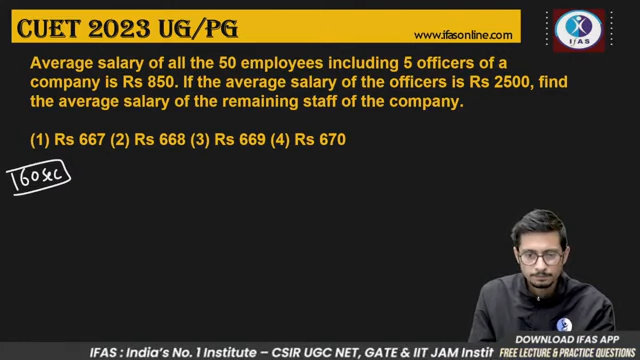 CUET 2023 UG/PG
www.ifasonline.com
iFAS
Average salary of all the 50 employees including 5 officers of a
company is Rs 850. If the average salary of the officers is Rs 2500, find
the average salary of the remaining staff of the company.
(1) Rs 667 (2) Rs 668 (3) Rs 669 (4) Rs 670
60 sec
DOWNLOAD IFAS APP
IFAS : India's No. 1 Institute – CSIR UGC NET, GATE & IIT JAM Instit
FREE LECTURE & PRACTICE QUESTIONS